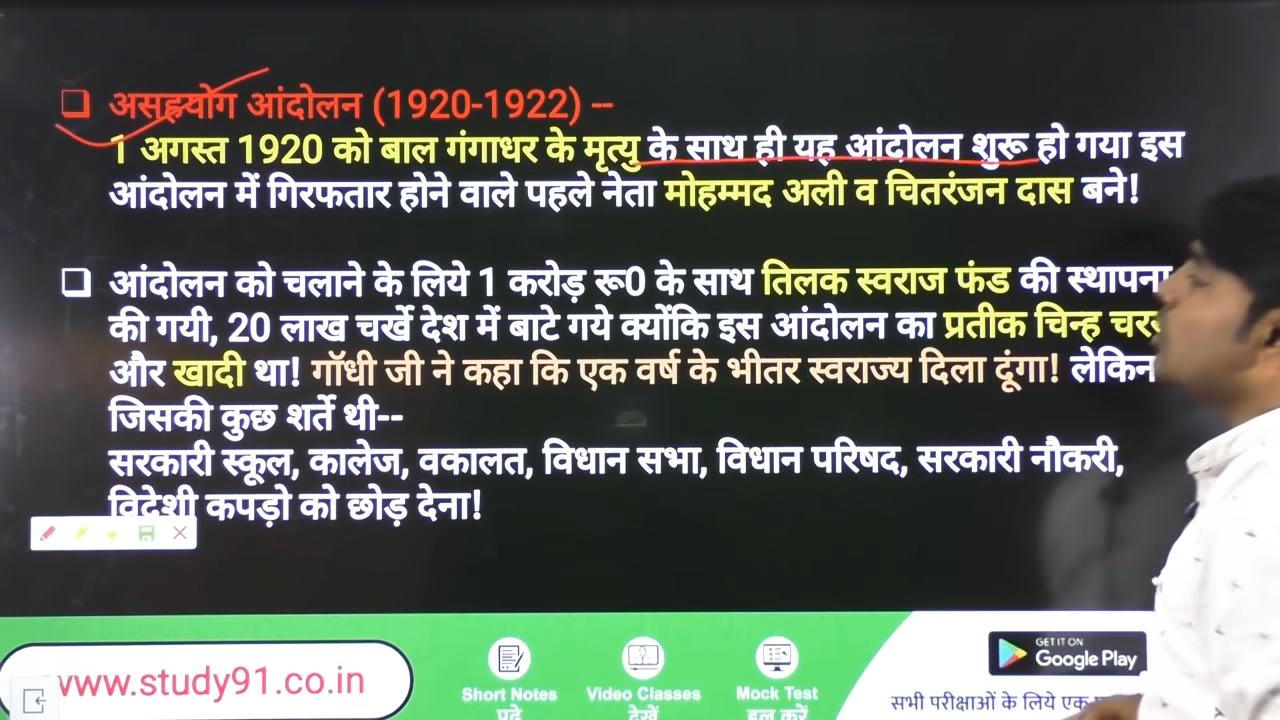 असहयोग आंदोलन (1920-1922) --
1 अगस्त 1920 को बाल गंगाधर के मृत्यु के साथ ही यह आंदोलन शुरू हो गया इस
आंदोलन में गिरफतार होने वाले पहले नेता मोहम्मद अली व चितरंजन दास बने!
आंदोलन को चलाने के लिये 1 करोड़ रू0 के साथ तिलक स्वराज फंड की स्थापना
की गयी, 20 लाख चर्खे देश में बाटे गये क्योंकि इस आंदोलन का प्रतीक चिन्ह
और खादी था! गॉधी जी ने कहा कि एक वर्ष के भीतर स्वराज्य दिला दूंगा! लेकिन
जिसकी कुछ शर्ते थी--
सरकारी स्कूल, कालेज, वकालत, विधान सभा, विधान परिषद, सरकारी नौकरी,
विदेशी कपड़ो को छोड़ देना!
www.study91.co.in
Short Notes
पढ़े
Video Classes
देखें
Mock Test
हल करें
GET IT ON
Google Play
सभी परीक्षाओं के लिये एक